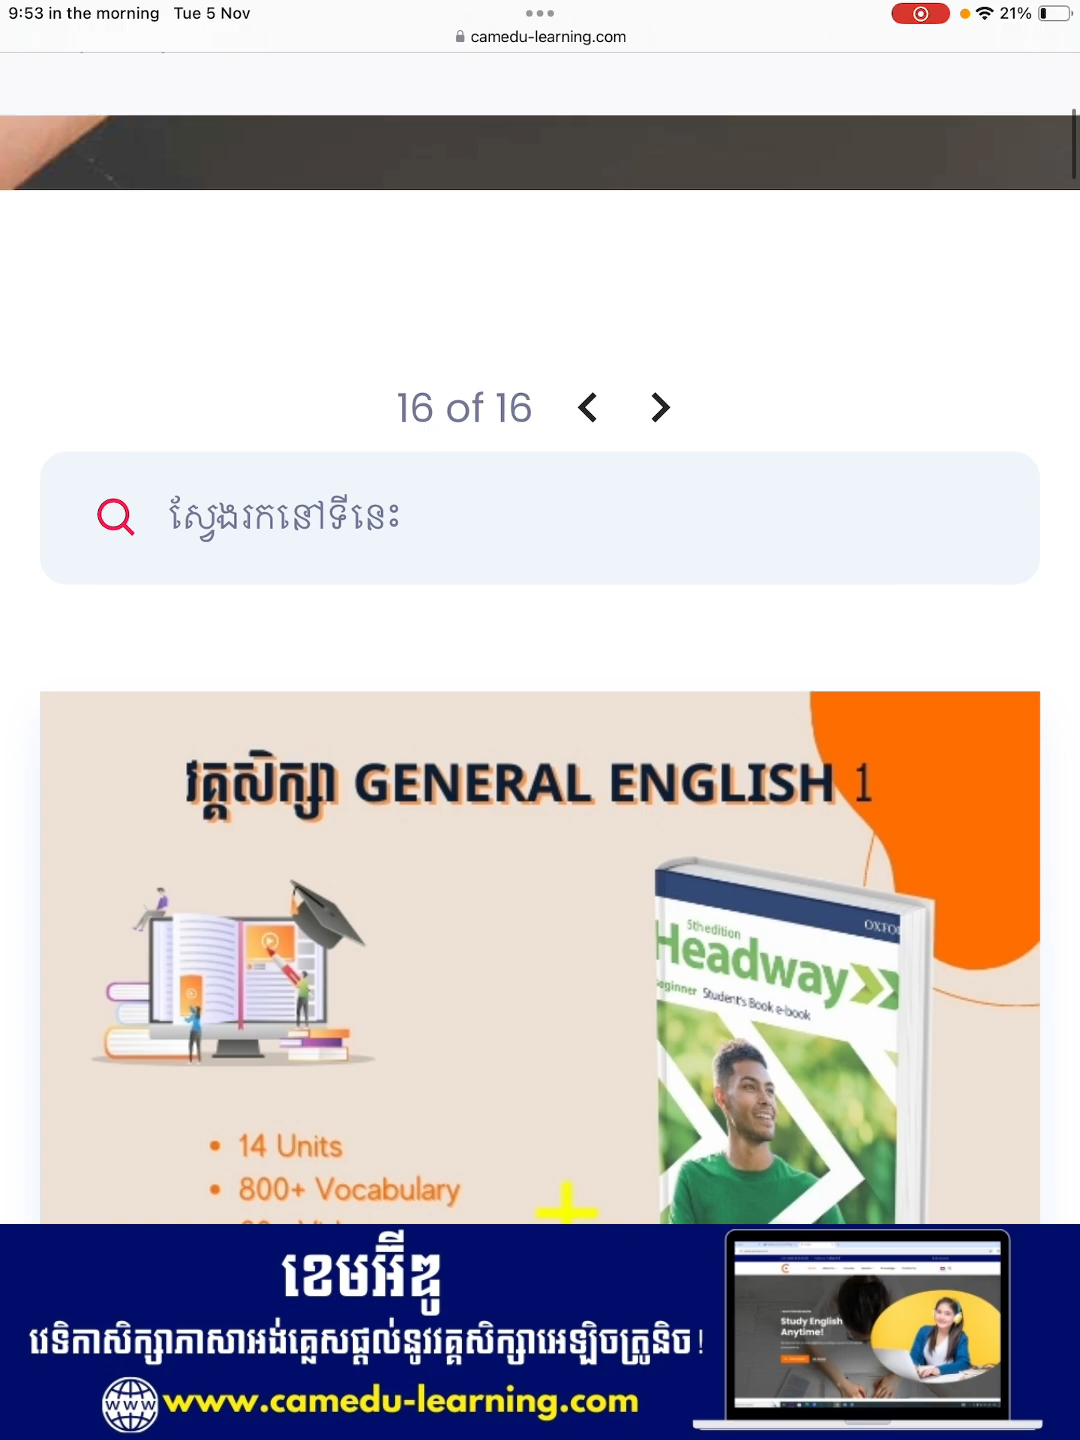 9:53 in the morning Tue 5 Nov
21%
camedu-learning.com
16 of 16
ស្វែងរកនៅទីនេះ
វគ្គសិក្សា GENERAL ENGLISH 1
OXFO
5th edition
Headway
eginner Student's Book e-book
• 14 Units
• 800+ Vocabulary
+
ខេមអ៊ីឌូ
វេទិកាសិក្សាភាសាអង់គ្លេសផ្តល់នូវវគ្គសិក្សាអេឡិចត្រូនិច!
www
www.camedu-learning.com
Study English
Anytime!